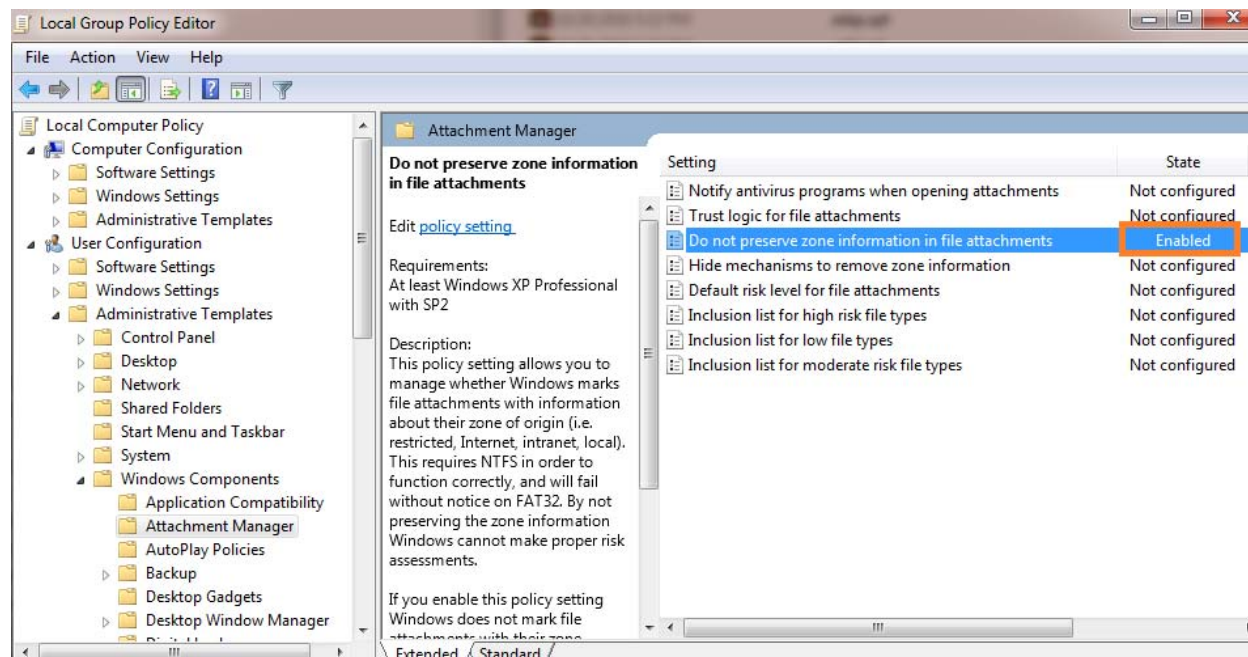 Local Group Policy Editor
File Action View Help
Local Computer Policy
Computer Configuration
Software Settings
Windows Settings
Administrative Templates
User Configuration
Software Settings
Windows Settings
Administrative Templates
Control Panel
Desktop
Network
Shared Folders
Start Menu and Taskbar
System
Windows Components
Application Compatibility
Attachment Manager
AutoPlay Policies
Backup
Desktop Gadgets
Desktop Window Manager
Attachment Manager
Do not preserve zone information
in file attachments
Edit policy setting
Requirements:
At least Windows XP Professional
with SP2
Description:
This policy setting allows you to
manage whether Windows marks
file attachments with information
about their zone of origin (i.e.
restricted, Internet, intranet, local).
This requires NTFS in order to
function correctly, and will fail
without notice on FAT32. By not
preserving the zone information
Windows cannot make proper risk
assessments.
If you enable this policy setting
Windows does not mark file
attachments with their zone
Setting State
Notify antivirus programs when opening attachments Not configured
Trust logic for file attachments Not configured
Do not preserve zone information in file attachments Enabled
Hide mechanisms to remove zone information Not configured
Default risk level for file attachments Not configured
Inclusion list for high risk file types Not configured
Inclusion list for low file types Not configured
Inclusion list for moderate risk file types Not configured
Extended Standard